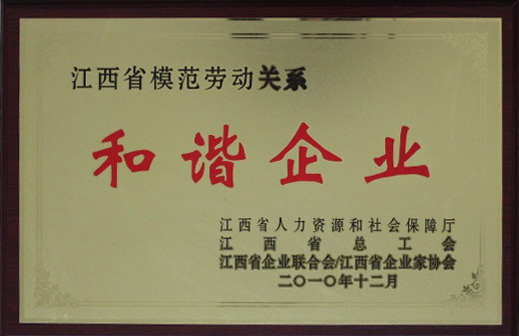 江西省模范劳动关系
和谐企业
江西省人力资源和社会保障厅
江西省总工会
江西省企业联合会/江西省企业家协会
二〇一〇年十二月